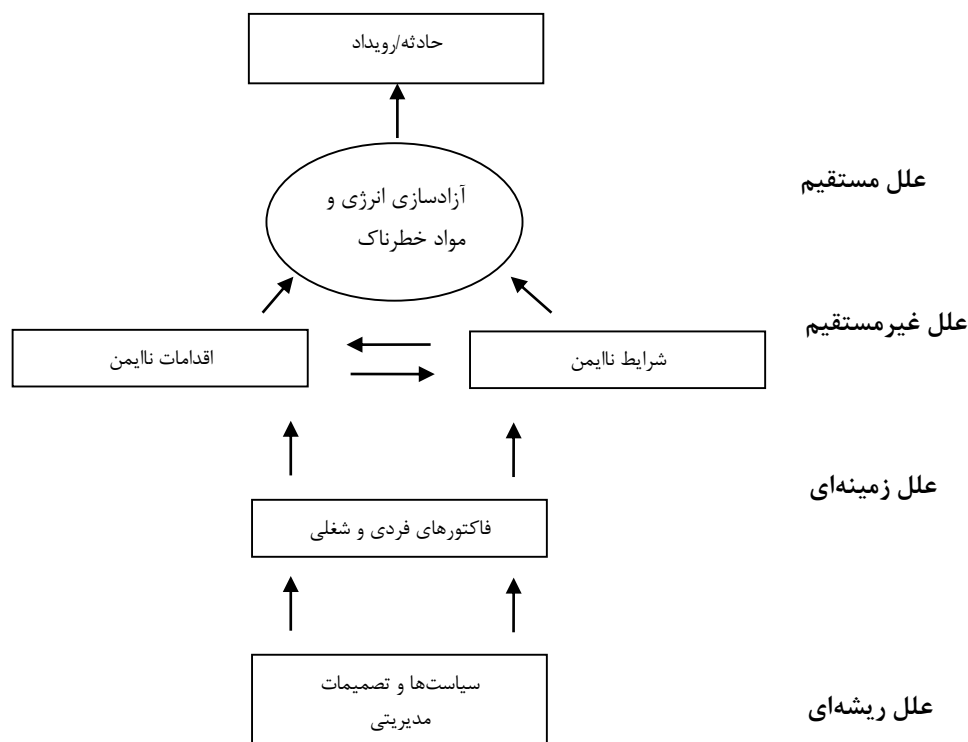 حادثه/رویداد
علل مستقیم
آزادسازی انرژی و
مواد خطرناک
علل غیرمستقیم
شرایط ناایمن
اقدامات ناایمن
علل زمینه‌ای
فاکتورهای فردی و شغلی
سیاست‌ها و تصمیمات
مدیریتی
علل ریشه‌ای